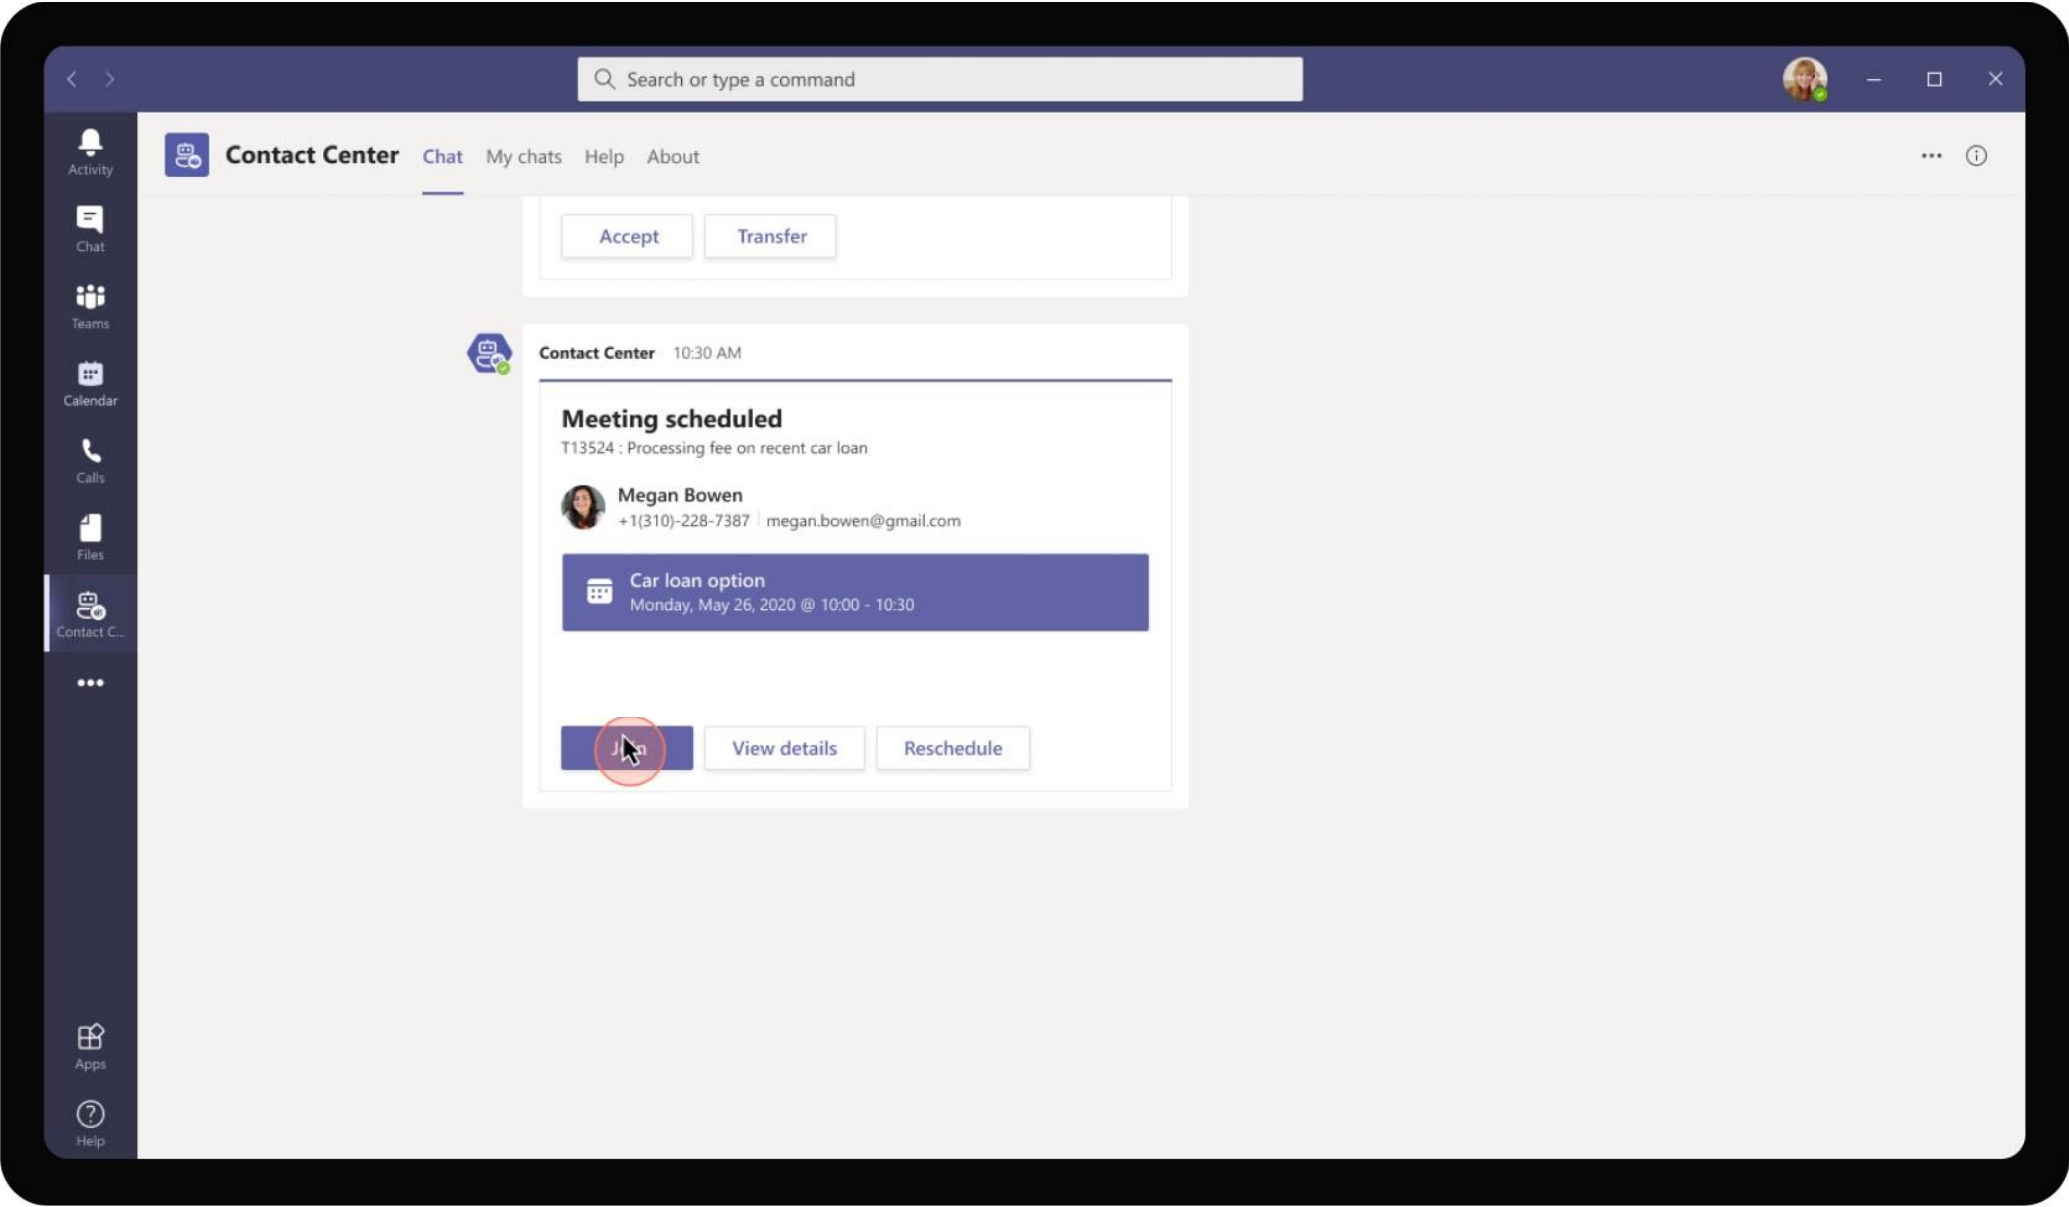 Search or type a command
Activity
Chat
Teams
Calendar
Calls
Files
Contact C...
Apps
Help
Contact Center Chat My chats Help About
Accept Transfer
Contact Center 10:30 AM
Meeting scheduled
T13524 : Processing fee on recent car loan
Megan Bowen
+1(310)-228-7387 megan.bowen@gmail.com
Car loan option
Monday, May 26, 2020 @ 10:00 - 10:30
Join View details Reschedule